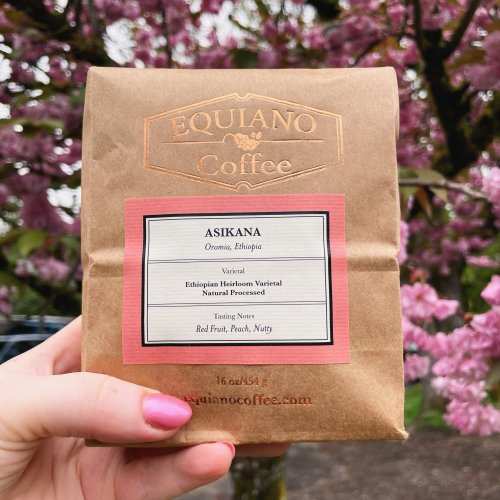 EQUIANO
Coffee
ASIKANA
Oromia, Ethiopia
Varietal
Ethiopian Heirloom Varietal
Natural Processed
Tasting Notes
Red Fruit, Peach, Nutty
16 oz/454 g
equianocoffee.com